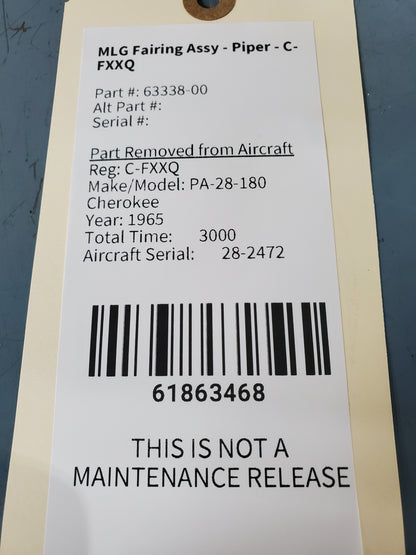 MLG Fairing Assy - Piper - C-
FXXQ
Part #: 63338-00
Alt Part #:
Serial #:
Part Removed from Aircraft
Reg: C-FXXQ
Make/Model: PA-28-180
Cherokee
Year: 1965
Total Time: 3000
Aircraft Serial: 28-2472
61863468
THIS IS NOT A
MAINTENANCE RELEASE